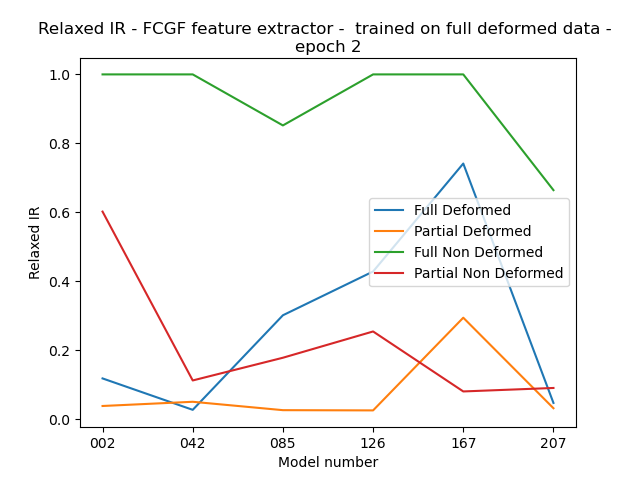 Relaxed IR - FCGF feature extractor -  trained on full deformed data -
epoch 2
1.0
0.8
0.6
0.4
0.2
0.0
Relaxed IR
Full Deformed
Partial Deformed
Full Non Deformed
Partial Non Deformed
002 042 085 126 167 207
Model number